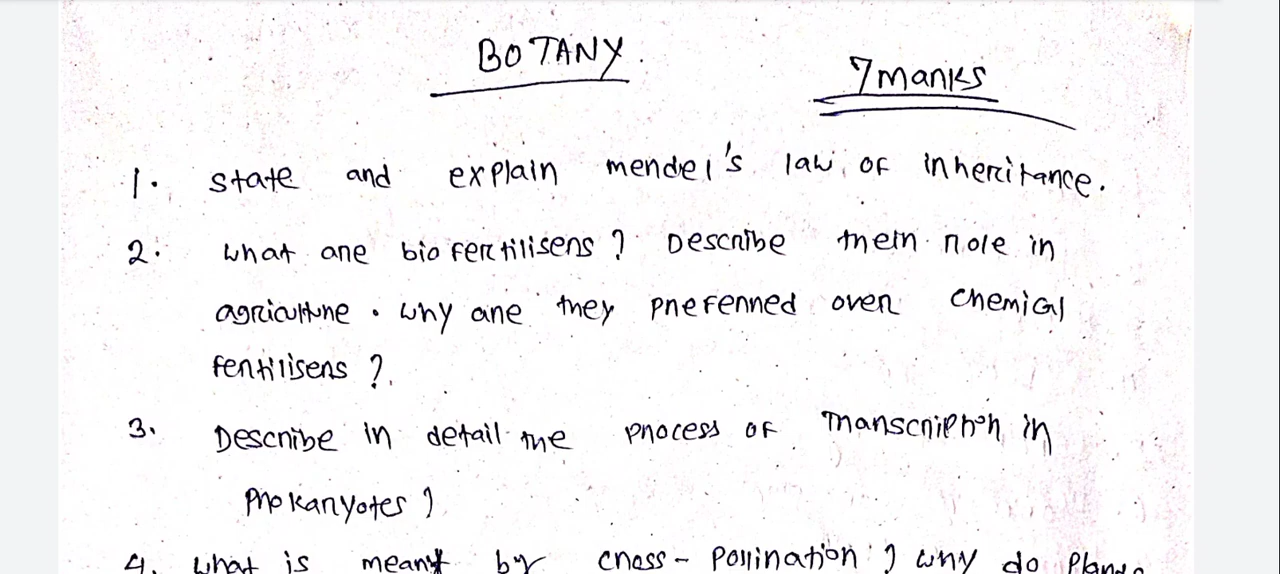 BOTANY.
7 marks
1. state and explain mendel's law of inheritance.
2. what are biofertilisers ? Describe their role in
agriculture. why are they preferred over chemical
fertilisers ?
3. Describe in detail the process of Transcription in
Prokaryotes ?
4. what is meant by cross-pollination ? why do plants